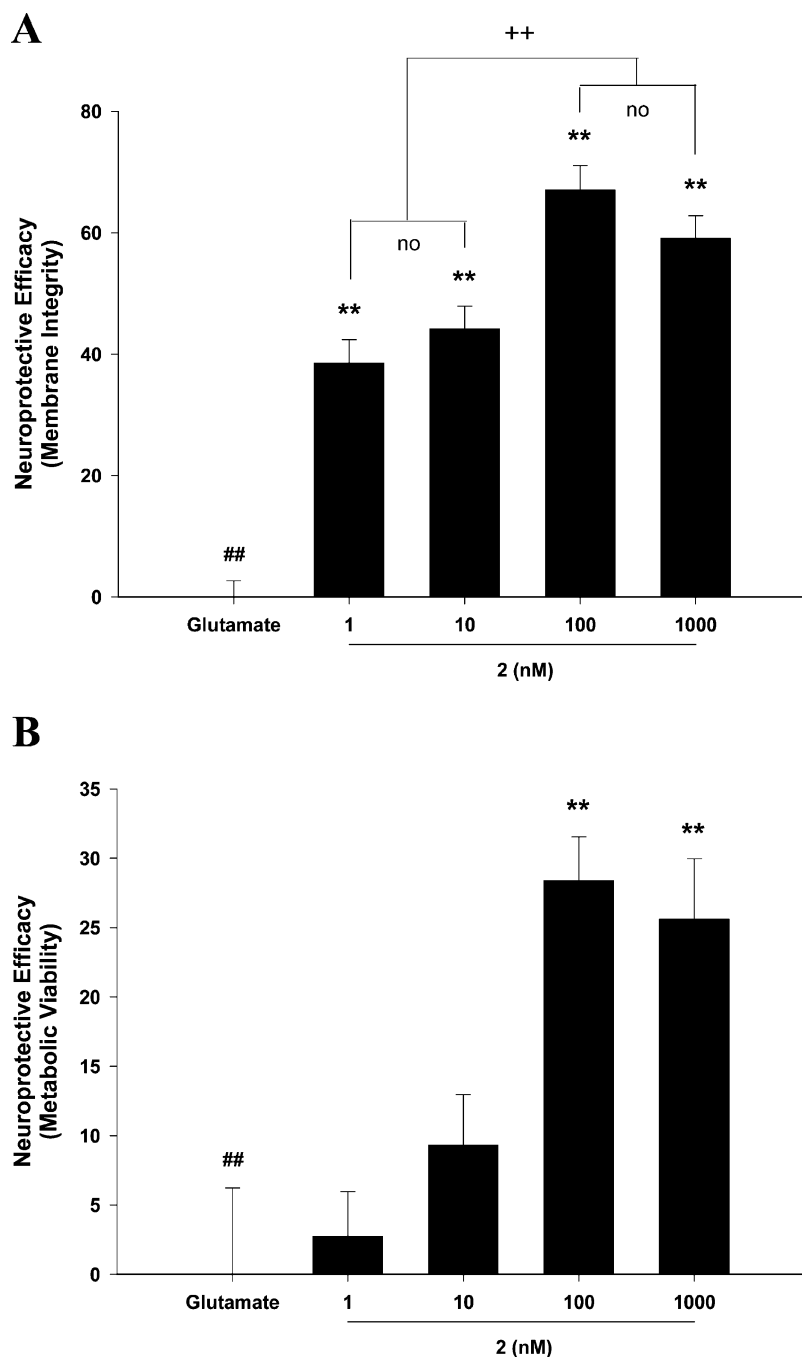 A
++
80
no
**
**
60
no
**
**
40
20
##
0
Neuroprotective Efficacy
(Membrane Integrity)
Glutamate 1 10 100 1000
2 (nM)
B
35
**
**
30
25
20
15
10
##
5
0
Neuroprotective Efficacy
(Metabolic Viability)
Glutamate 1 10 100 1000
2 (nM)